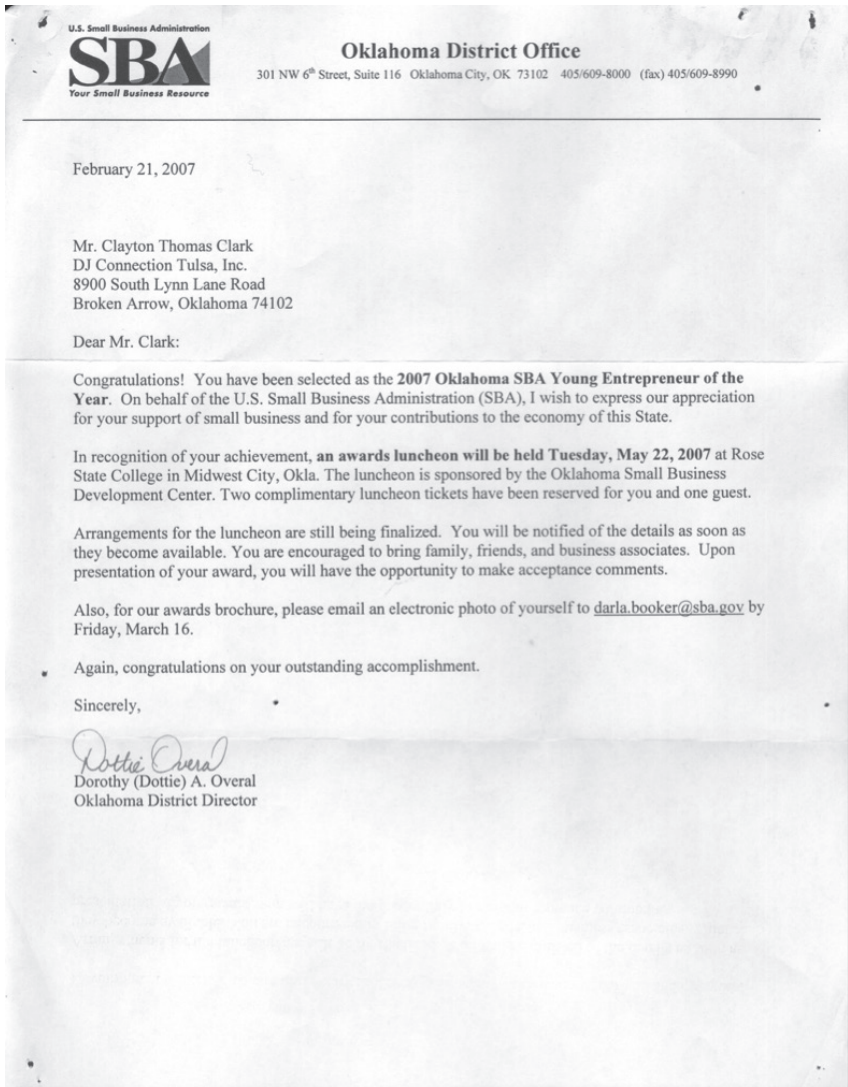 U.S. Small Business Administration
SBA
Your Small Business Resource
Oklahoma District Office
301 NW 6th Street, Suite 116 Oklahoma City, OK 73102 405/609-8000 (fax) 405/609-8990
February 21, 2007
Mr. Clayton Thomas Clark
DJ Connection Tulsa, Inc.
8900 South Lynn Lane Road
Broken Arrow, Oklahoma 74102
Dear Mr. Clark:
Congratulations! You have been selected as the 2007 Oklahoma SBA Young Entrepreneur of the
Year. On behalf of the U.S. Small Business Administration (SBA), I wish to express our appreciation
for your support of small business and for your contributions to the economy of this State.
In recognition of your achievement, an awards luncheon will be held Tuesday, May 22, 2007 at Rose
State College in Midwest City, Okla. The luncheon is sponsored by the Oklahoma Small Business
Development Center. Two complimentary luncheon tickets have been reserved for you and one guest.
Arrangements for the luncheon are still being finalized. You will be notified of the details as soon as
they become available. You are encouraged to bring family, friends, and business associates. Upon
presentation of your award, you will have the opportunity to make acceptance comments.
Also, for our awards brochure, please email an electronic photo of yourself to darla.booker@sba.gov by
Friday, March 16.
Again, congratulations on your outstanding accomplishment.
Sincerely,
Dottie Overal
Dorothy (Dottie) A. Overal
Oklahoma District Director